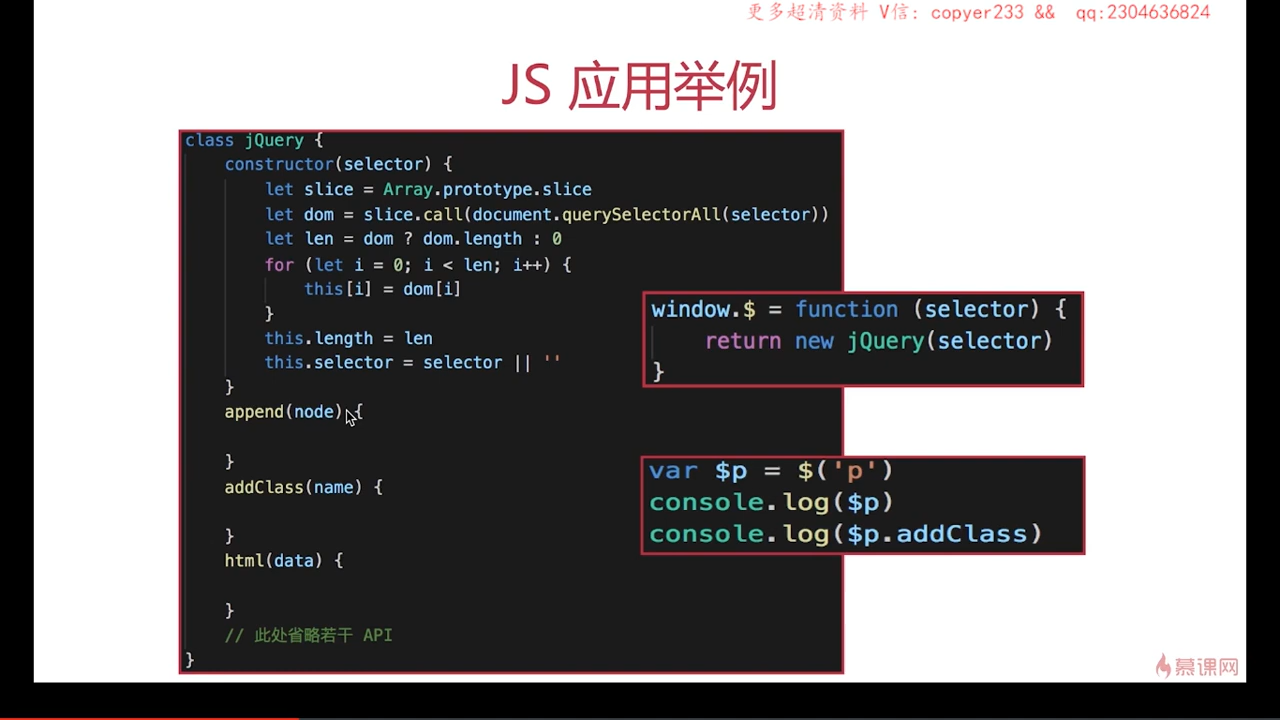 更多超清资料 V信: copyer233 && qq:2304636824
JS 应用举例
class jQuery {
constructor(selector) {
let slice = Array.prototype.slice
let dom = slice.call(document.querySelectorAll(selector))
let len = dom ? dom.length : 0
for (let i = 0; i < len; i++) {
this[i] = dom[i]
}
this.length = len
this.selector = selector || ''
}
append(node) {
}
addClass(name) {
}
html(data) {
}
// 此处省略若干 API
}
window.$ = function (selector) {
return new jQuery(selector)
}
var $p = $('p')
console.log($p)
console.log($p.addClass)
慕课网